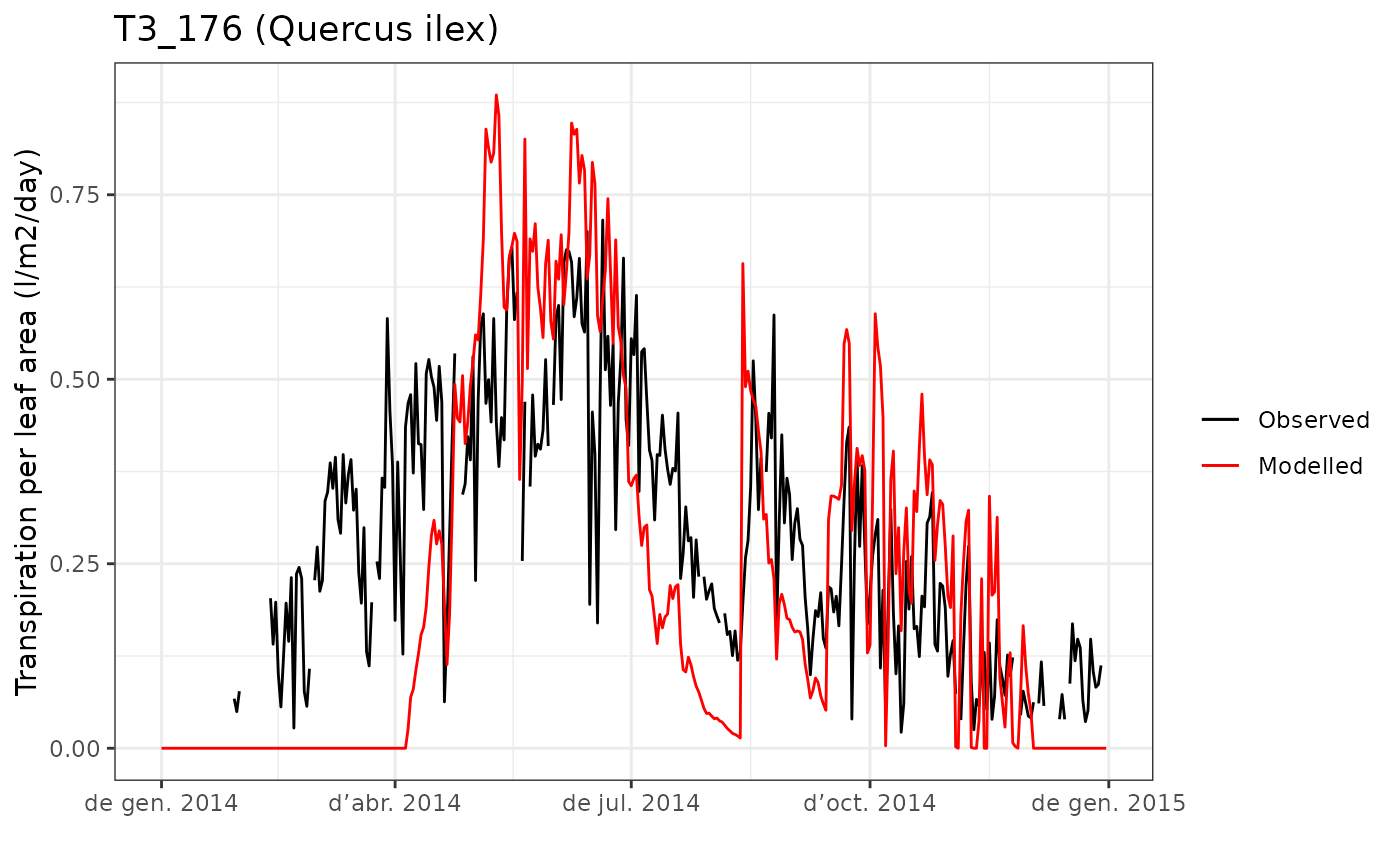 T3_176 (Quercus ilex)
Transpiration per leaf area (l/m2/day)
0.75
0.50
0.25
0.00
de gen. 2014
d’abr. 2014
de jul. 2014
d’oct. 2014
de gen. 2015
Observed
Modelled